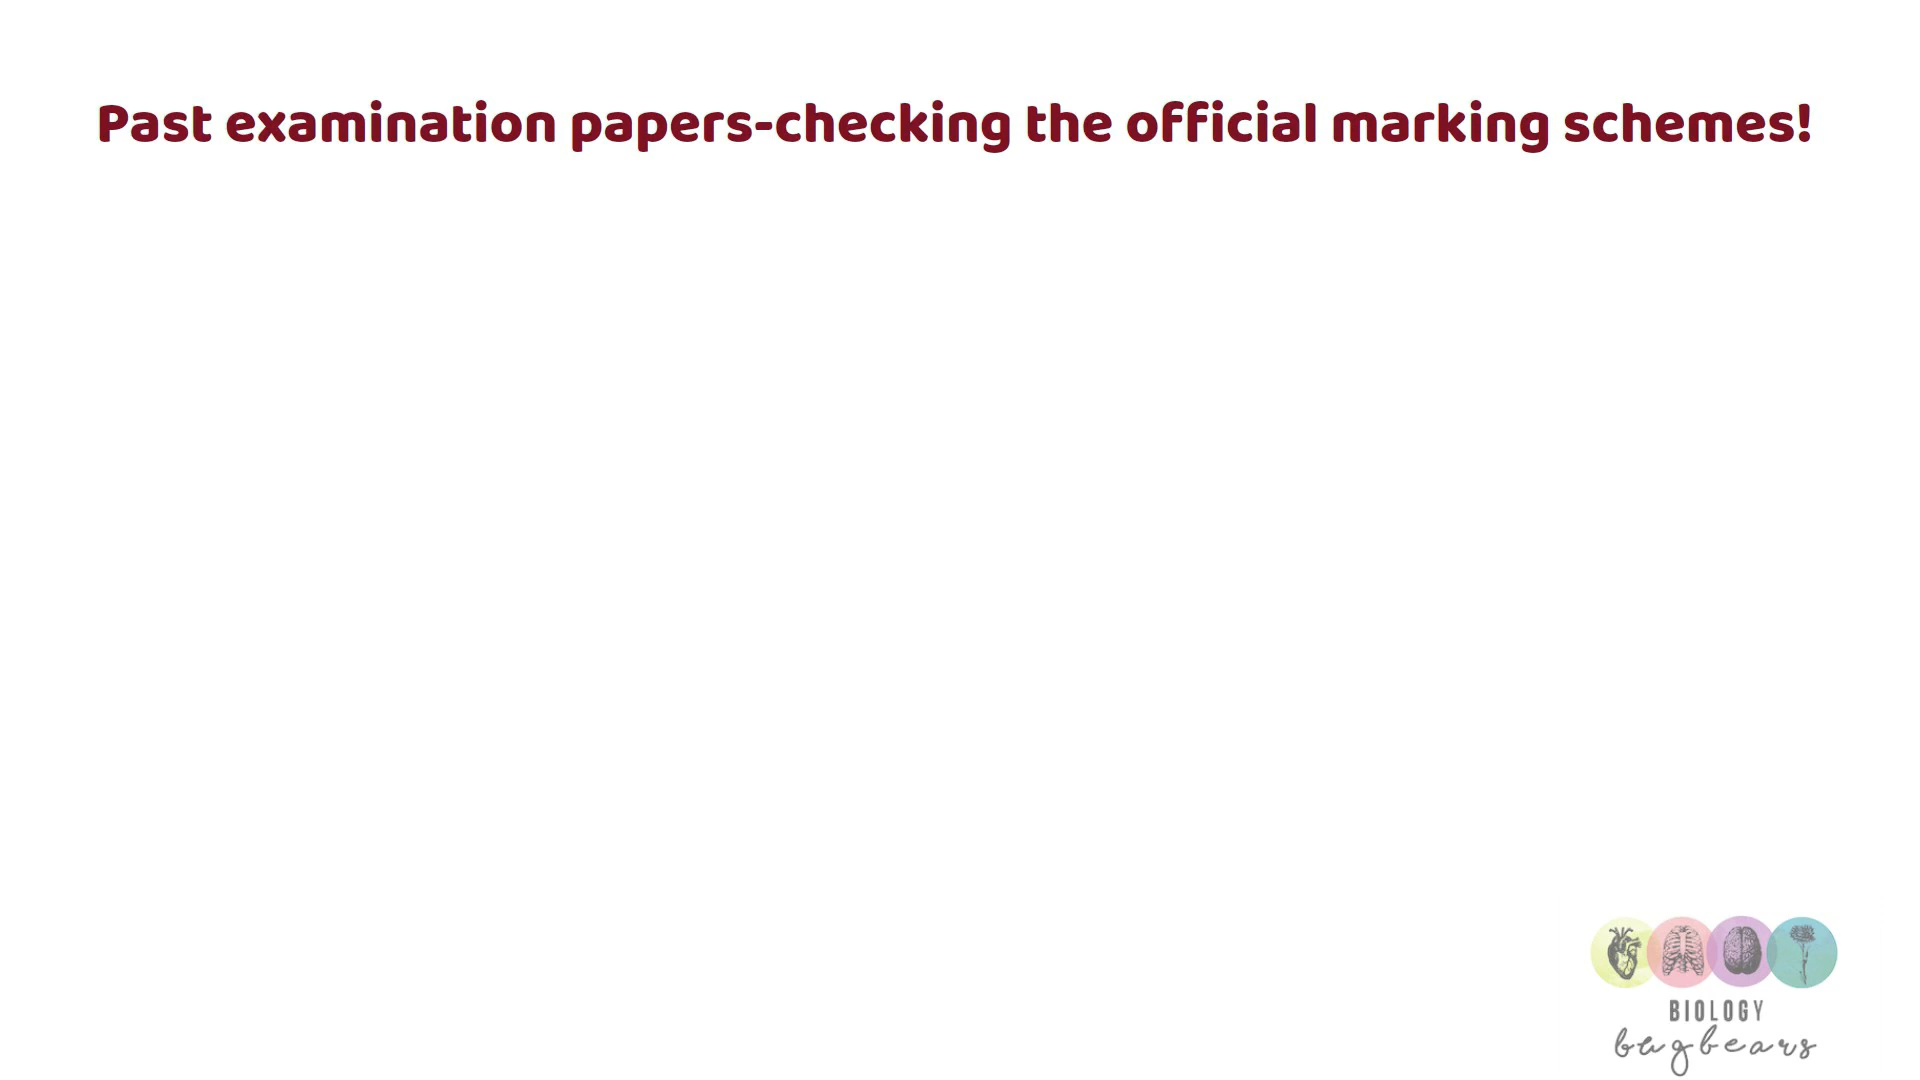 Past examination papers-checking the official marking schemes!
BIOLOGY
bugbears